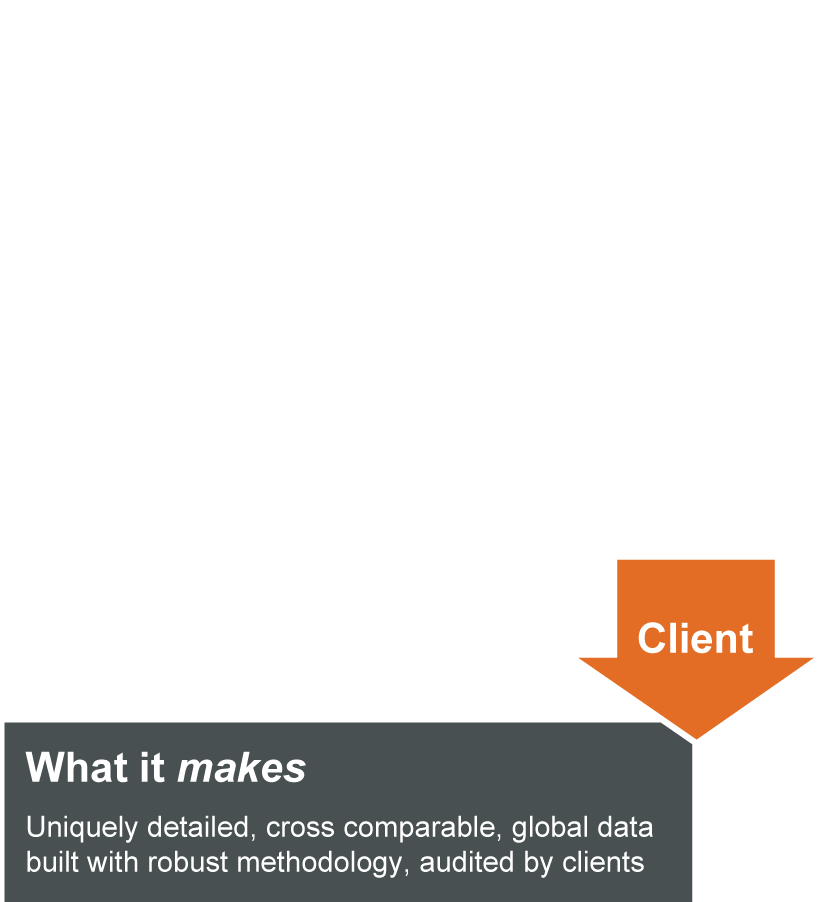 Client
What it makes
Uniquely detailed, cross comparable, global data
built with robust methodology, audited by clients